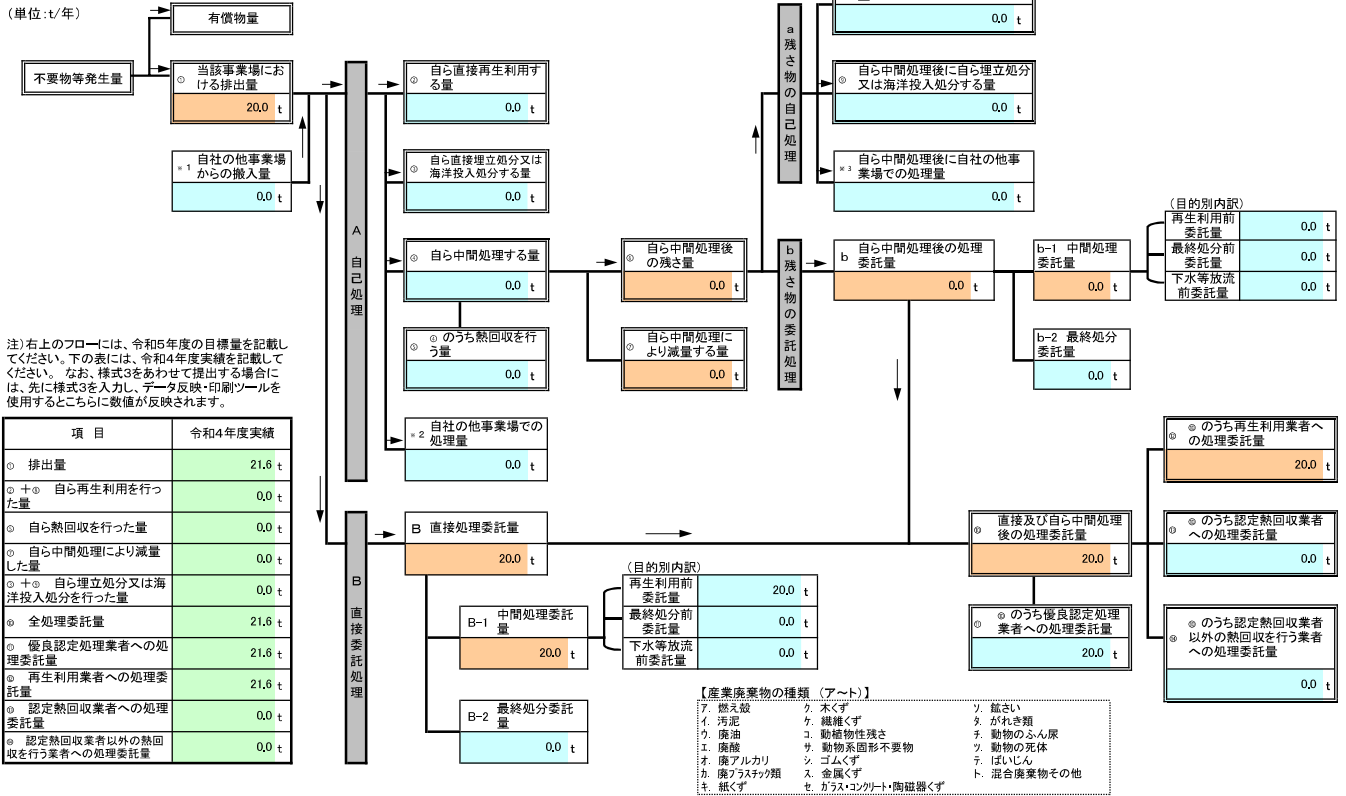 (単位:t/年)
有償物量
不要物等発生量
① 当該事業場にお
ける排出量
20.0 t
※1 自社の他事業場
からの搬入量
0.0 t
A 自己処理
② 自ら直接再生利用す
る量
0.0 t
③ 自ら直接埋立処分又は
海洋投入処分する量
0.0 t
④ 自ら中間処理する量
0.0 t
⑤ ④のうち熱回収を行
う量
0.0 t
※2 自社の他事業場での
処理量
0.0 t
⑥ 自ら中間処理後
の残さ量
0.0 t
⑦ 自ら中間処理に
より減量する量
0.0 t
a 残さ物の自己処理
0.0 t
⑨ 自ら中間処理後に自ら埋立処分
又は海洋投入処分する量
0.0 t
※3 自ら中間処理後に自社の他事
業場での処理量
0.0 t
b 残さ物の委託処理
b 自ら中間処理後の処理
委託量
0.0 t
b-1 中間処理
委託量
0.0 t
(目的別内訳)
再生利用前
委託量
0.0 t
最終処分前
委託量
0.0 t
下水等放流
前委託量
0.0 t
b-2 最終処分
委託量
0.0 t
注)右上のフローには、令和5年度の目標量を記載し
てください。下の表には、令和4年度実績を記載して
ください。 なお、様式3をあわせて提出する場合に
は、先に様式3を入力し、データ反映・印刷ツールを
使用するとこちらに数値が反映されます。
項 目 令和4年度実績
① 排出量 21.6 t
②+⑧ 自ら再生利用を行っ
た量 0.0 t
⑤ 自ら熱回収を行った量 0.0 t
⑦ 自ら中間処理により減量
した量 0.0 t
③+⑨ 自ら埋立処分又は海
洋投入処分を行った量 0.0 t
⑩ 全処理委託量 21.6 t
⑪ 優良認定処理業者への処
理委託量 21.6 t
⑫ 再生利用業者への処理委
託量 21.6 t
⑬ 認定熱回収業者への処理
委託量 0.0 t
⑭ 認定熱回収業者以外の熱回
収を行う業者への処理委託量 0.0 t
B 直接委託処理
B 直接処理委託量
20.0 t
B-1 中間処理委託
量
20.0 t
(目的別内訳)
再生利用前
委託量
20.0 t
最終処分前
委託量
0.0 t
下水等放流
前委託量
0.0 t
B-2 最終処分委託
量
0.0 t
⑩ 直接及び自ら中間処理
後の処理委託量
20.0 t
⑪ ⑩のうち優良認定処理
業者への処理委託量
20.0 t
⑫ ⑩のうち再生利用業者へ
の処理委託量
20.0 t
⑬ ⑩のうち認定熱回収業者
への処理委託量
0.0 t
⑭ ⑩のうち認定熱回収業者
以外の熱回収を行う業者
への処理委託量
0.0 t
【産業廃棄物の種類 (ア～ト)】
ア. 燃え殻 ク. 木くず ソ. 鉱さい
イ. 汚泥 ケ. 繊維くず タ. がれき類
ウ. 廃油 コ. 動植物性残さ チ. 動物のふん尿
エ. 廃酸 サ. 動物系固形不要物 ツ. 動物の死体
オ. 廃アルカリ シ. ゴムくず テ. ばいじん
カ. 廃プラスチック類 ス. 金属くず ト. 混合廃棄物その他
キ. 紙くず セ. ガラス・コンクリート・陶磁器くず